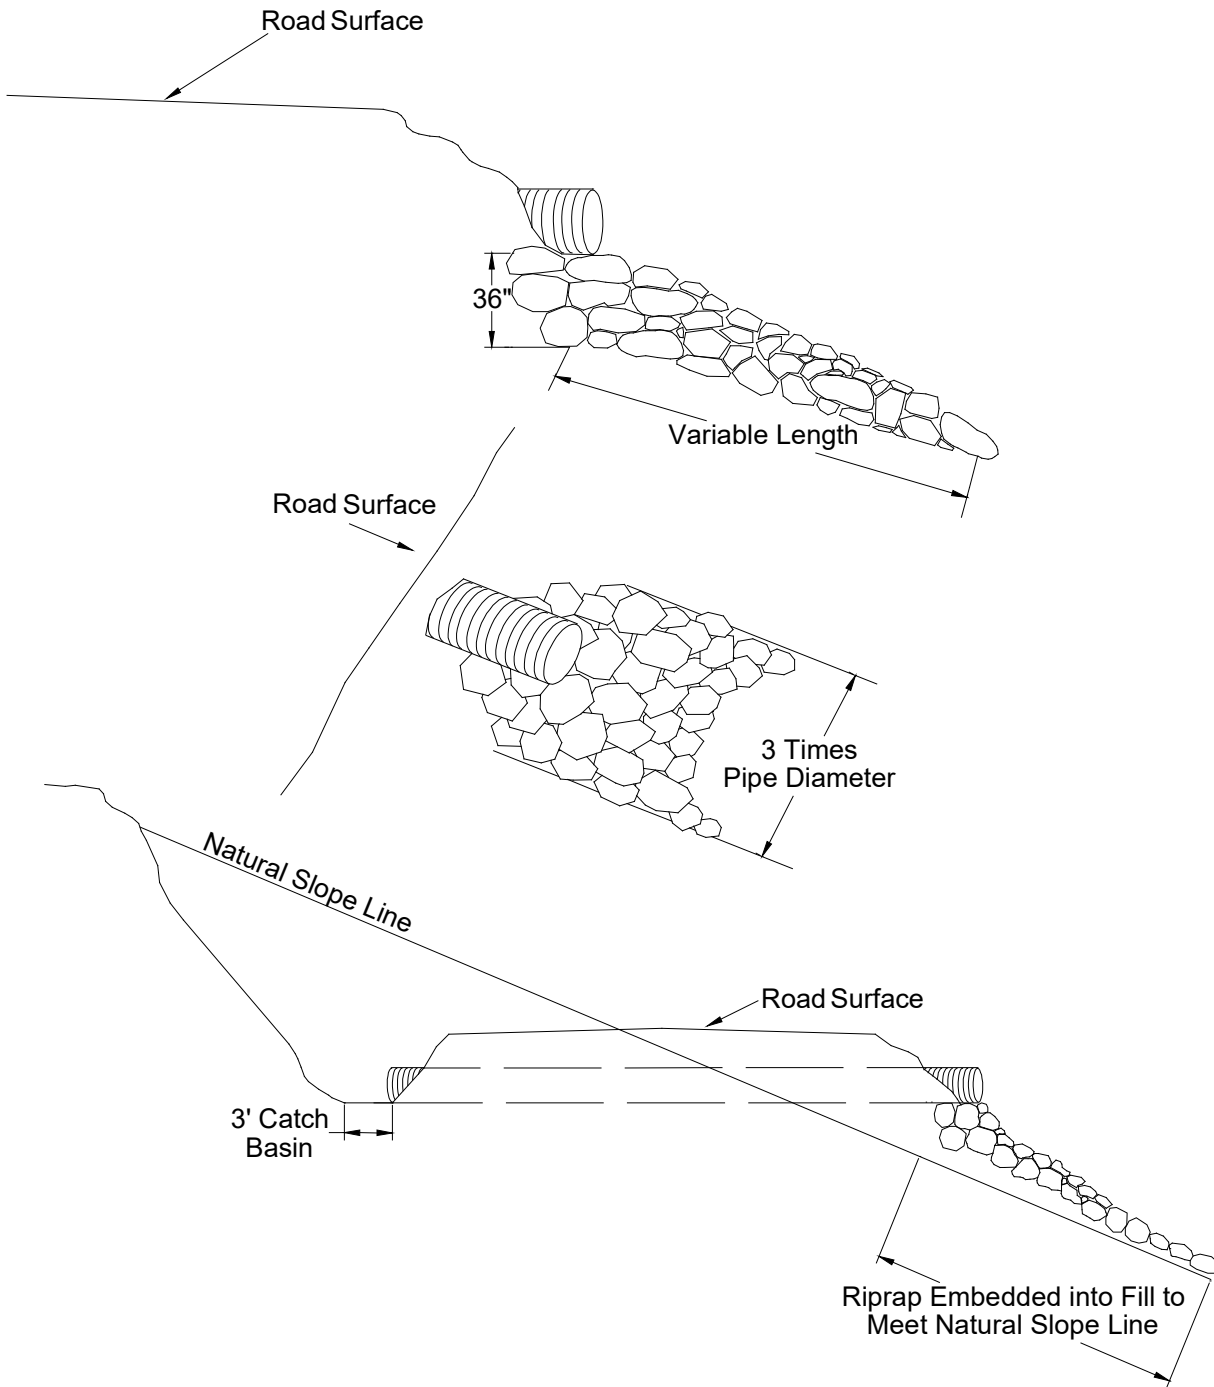 Road Surface
36"
Variable Length
Road Surface
3 Times
Pipe Diameter
Natural Slope Line
Road Surface
3' Catch
Basin
Riprap Embedded into Fill to
Meet Natural Slope Line